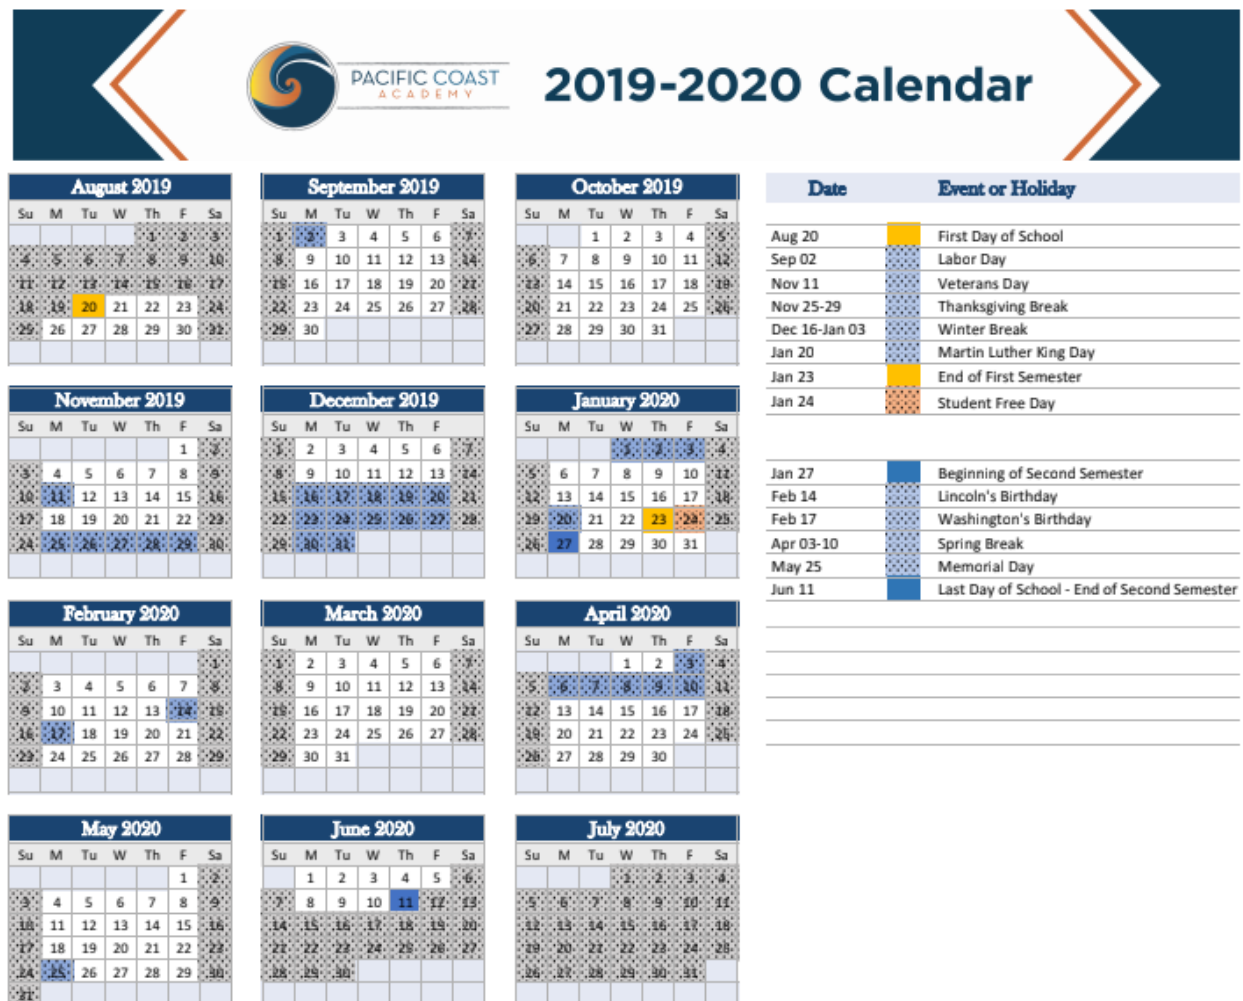 PACIFIC COAST
ACADEMY
2019-2020 Calendar
August 2019
Su M Tu W Th F Sa
1 2 3
4 5 6 7 8 9 10
11 12 13 14 15 16 17
18 19 20 21 22 23 24
25 26 27 28 29 30 31
September 2019
Su M Tu W Th F Sa
1 2 3 4 5 6 7
8 9 10 11 12 13 14
15 16 17 18 19 20 21
22 23 24 25 26 27 28
29 30
October 2019
Su M Tu W Th F Sa
1 2 3 4 5
6 7 8 9 10 11 12
13 14 15 16 17 18 19
20 21 22 23 24 25 26
27 28 29 30 31
Date Event or Holiday
Aug 20 First Day of School
Sep 02 Labor Day
Nov 11 Veterans Day
Nov 25-29 Thanksgiving Break
Dec 16-Jan 03 Winter Break
Jan 20 Martin Luther King Day
Jan 23 End of First Semester
Jan 24 Student Free Day
Jan 27 Beginning of Second Semester
Feb 14 Lincoln's Birthday
Feb 17 Washington's Birthday
Apr 03-10 Spring Break
May 25 Memorial Day
Jun 11 Last Day of School - End of Second Semester
November 2019
Su M Tu W Th F Sa
1 2
3 4 5 6 7 8 9
10 11 12 13 14 15 16
17 18 19 20 21 22 23
24 25 26 27 28 29 30
December 2019
Su M Tu W Th F Sa
1 2 3 4 5 6 7
8 9 10 11 12 13 14
15 16 17 18 19 20 21
22 23 24 25 26 27 28
29 30 31
January 2020
Su M Tu W Th F Sa
1 2 3 4
5 6 7 8 9 10 11
12 13 14 15 16 17 18
19 20 21 22 23 24 25
26 27 28 29 30 31
February 2020
Su M Tu W Th F Sa
1
2 3 4 5 6 7 8
9 10 11 12 13 14 15
16 17 18 19 20 21 22
23 24 25 26 27 28 29
March 2020
Su M Tu W Th F Sa
1 2 3 4 5 6 7
8 9 10 11 12 13 14
15 16 17 18 19 20 21
22 23 24 25 26 27 28
29 30 31
April 2020
Su M Tu W Th F Sa
1 2 3 4
5 6 7 8 9 10 11
12 13 14 15 16 17 18
19 20 21 22 23 24 25
26 27 28 29 30
May 2020
Su M Tu W Th F Sa
1 2
3 4 5 6 7 8 9
10 11 12 13 14 15 16
17 18 19 20 21 22 23
24 25 26 27 28 29 30
31
June 2020
Su M Tu W Th F Sa
1 2 3 4 5 6
7 8 9 10 11 12 13
14 15 16 17 18 19 20
21 22 23 24 25 26 27
28 29 30
July 2020
Su M Tu W Th F Sa
1 2 3 4
5 6 7 8 9 10 11
12 13 14 15 16 17 18
19 20 21 22 23 24 25
26 27 28 29 30 31